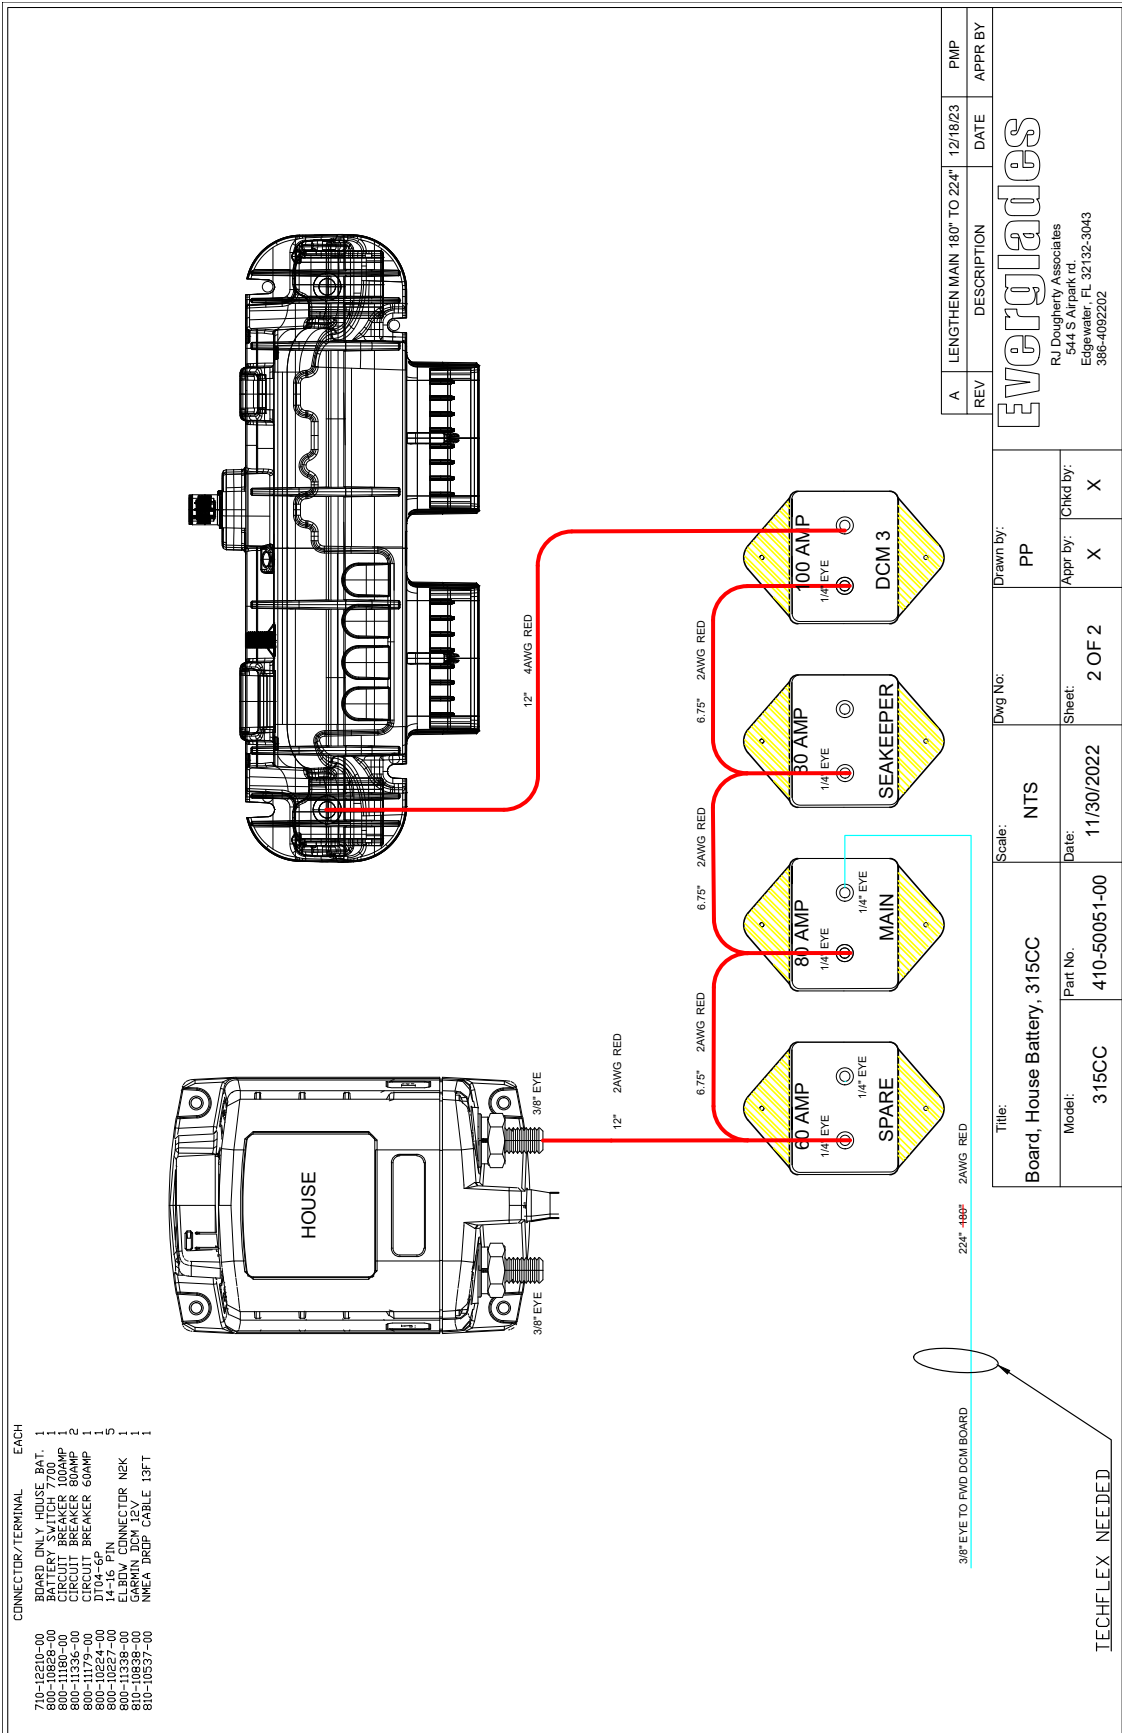 CONNECTOR/TERMINAL EACH
710-12210-00 BOARD ONLY HOUSE BAT. 1
800-10828-00 BATTERY SWITCH 7700 1
800-11180-00 CIRCUIT BREAKER 100AMP 1
800-11336-00 CIRCUIT BREAKER 80AMP 2
800-11179-00 CIRCUIT BREAKER 60AMP 1
800-10224-00 DT04-6P 1
800-10227-00 14-16 PIN 5
800-11338-00 ELBOW CONNECTOR N2K 1
810-10838-00 GARMIN DCM 12V 1
810-10537-00 NMEA DROP CABLE 13FT 1
HOUSE
3/8" EYE
3/8" EYE
12" 4AWG RED
12" 2AWG RED
6.75" 2AWG RED
6.75" 2AWG RED
6.75" 2AWG RED
60 AMP
1/4" EYE
1/4" EYE
SPARE
80 AMP
1/4" EYE
1/4" EYE
MAIN
80 AMP
1/4" EYE
SEAKEEPER
100 AMP
1/4" EYE
DCM 3
3/8" EYE TO FWD DCM BOARD
224" 180" 2AWG RED
TECHFLEX NEEDED
A LENGTHEN MAIN 180" TO 224" 12/18/23 PMP
REV DESCRIPTION DATE APPR BY
Everglades
RJ Dougherty Associates
544 S Airpark rd.
Edgewater, FL 32132-3043
386-4092202
Title:
Board, House Battery, 315CC
Scale:
NTS
Dwg No:
Drawn by:
PP
Model:
315CC
Part No.
410-50051-00
Date:
11/30/2022
Sheet:
2 OF 2
Appr by:
X
Chkd by:
X